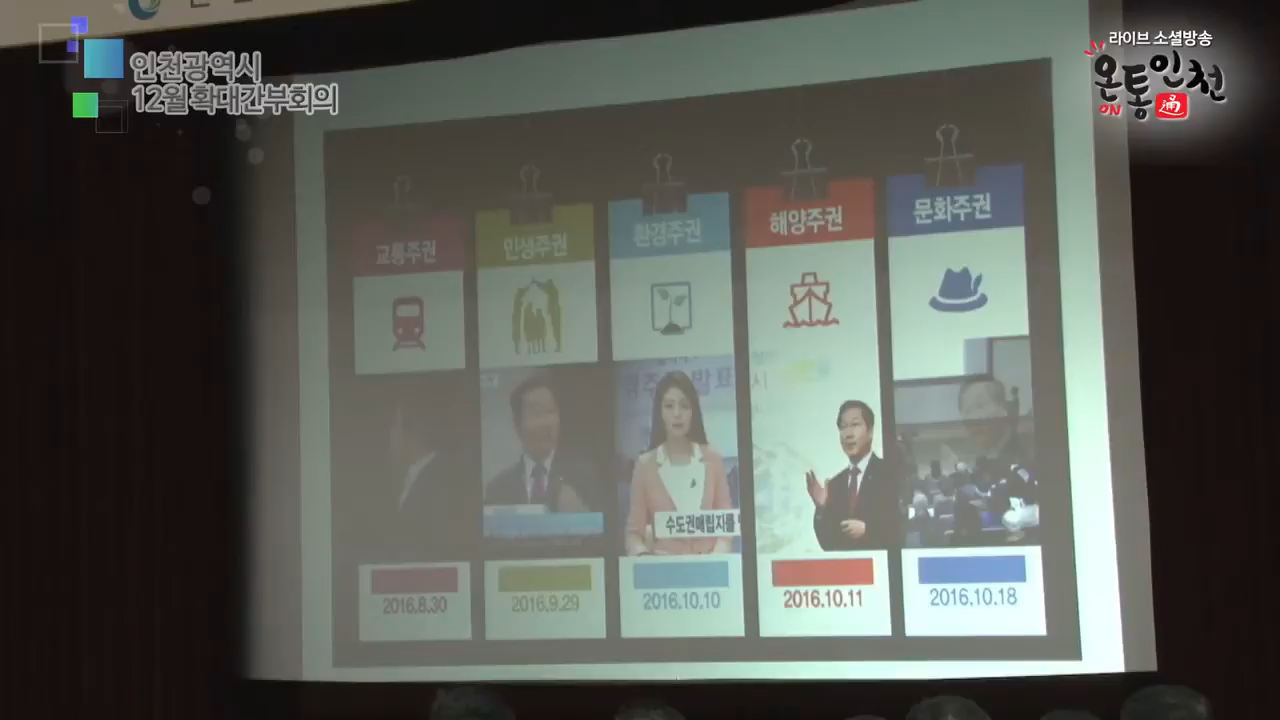 인천광역시
12월 확대간부회의
라이브 소셜방송
온통인천
ON
通
교통주권
민생주권
환경주권
해양주권
문화주권
수도권매립지를
2016.8.30
2016.9.29
2016.10.10
2016.10.11
2016.10.18